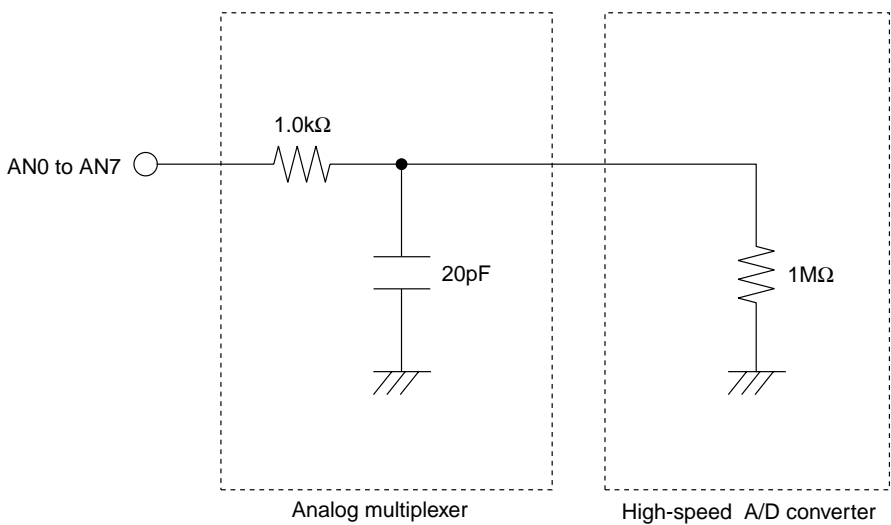 1.0kΩ
AN0 to AN7
20pF
1MΩ
Analog multiplexer
High-speed A/D converter